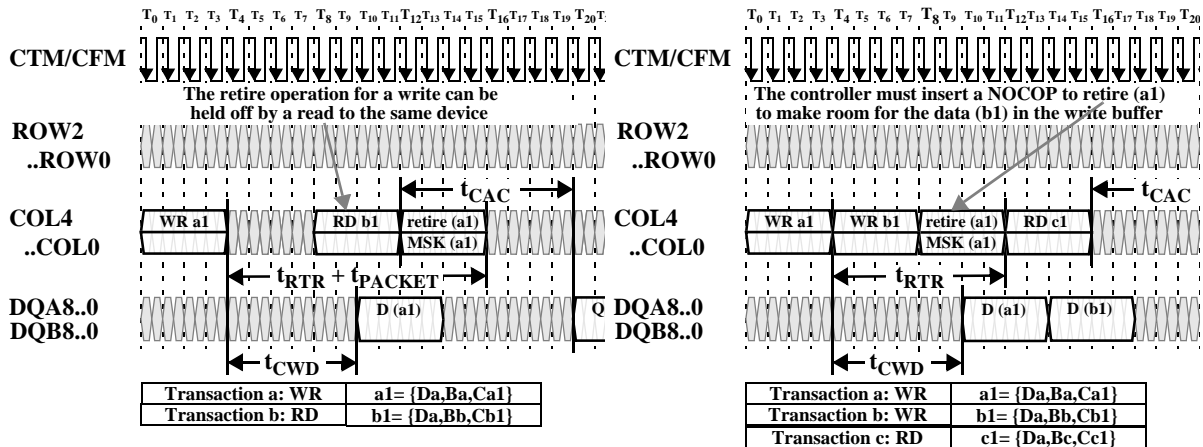 T0 T1 T2 T3 T4 T5 T6 T7 T8 T9 T10 T11 T12 T13 T14 T15 T16 T17 T18 T19 T20
CTM/CFM
The retire operation for a write can be
held off by a read to the same device
ROW2
..ROW0
tCAC
COL4
..COL0
WR a1
RD b1
retire (a1)
MSK (a1)
tRTR + tPACKET
DQA8..0
DQB8..0
D (a1)
Q
tCWD
Transaction a: WR a1= {Da,Ba,Ca1}
Transaction b: RD b1= {Da,Bb,Cb1}
T0 T1 T2 T3 T4 T5 T6 T7 T8 T9 T10 T11 T12 T13 T14 T15 T16 T17 T18 T19 T20
CTM/CFM
The controller must insert a NOCOP to retire (a1)
to make room for the data (b1) in the write buffer
ROW2
..ROW0
tCAC
COL4
..COL0
WR a1
WR b1
retire (a1)
MSK (a1)
RD c1
tRTR
DQA8..0
DQB8..0
D (a1)
D (b1)
tCWD
Transaction a: WR a1= {Da,Ba,Ca1}
Transaction b: WR b1= {Da,Bb,Cb1}
Transaction c: RD c1= {Da,Bc,Cc1}